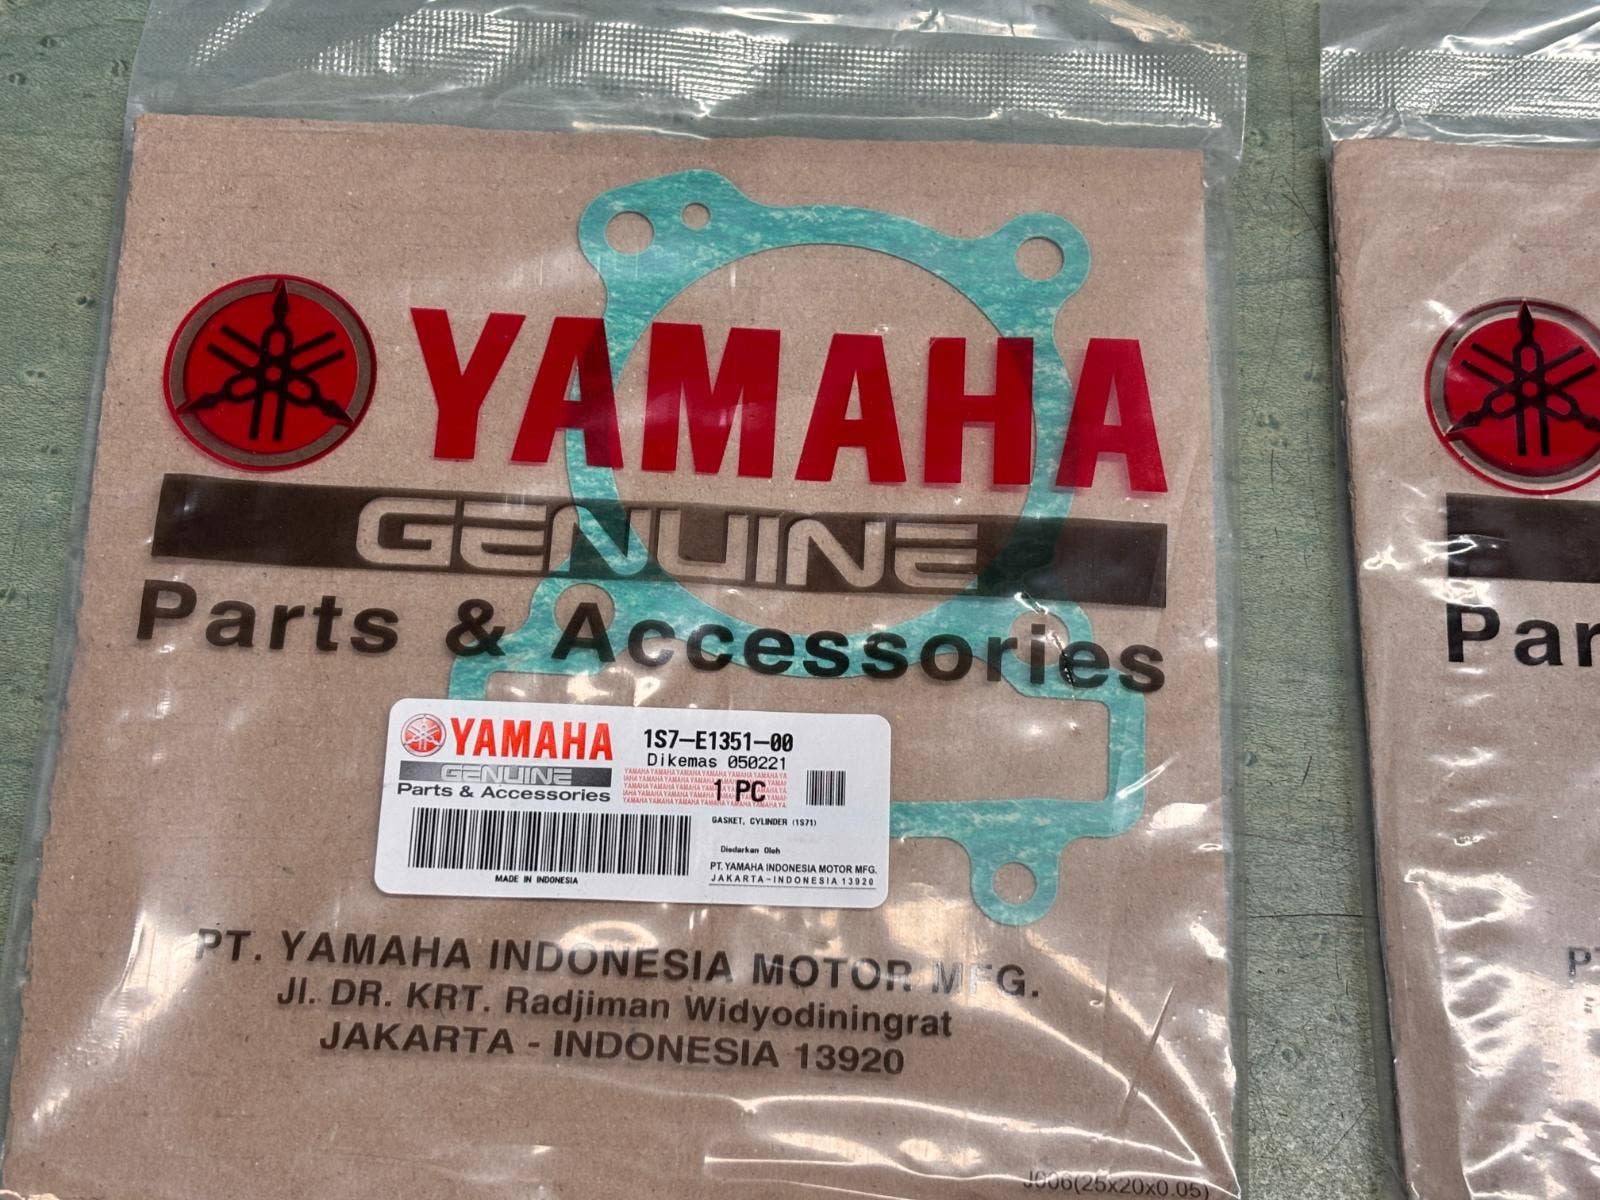 YAMAHA
GENUINE
Parts & Accessories
YAMAHA
GENUINE
Parts & Accessories
1S7-E1351-00
Dikemas 050221
1 PC
GASKET, CYLINDER (1S71)
Diedarkan Oleh
PT. YAMAHA INDONESIA MOTOR MFG.
JAKARTA-INDONESIA 13920
MADE IN INDONESIA
PT. YAMAHA INDONESIA MOTOR MFG.
Jl. DR. KRT. Radjiman Widyodiningrat
JAKARTA - INDONESIA 13920
J006(25x20x0.05)
Par